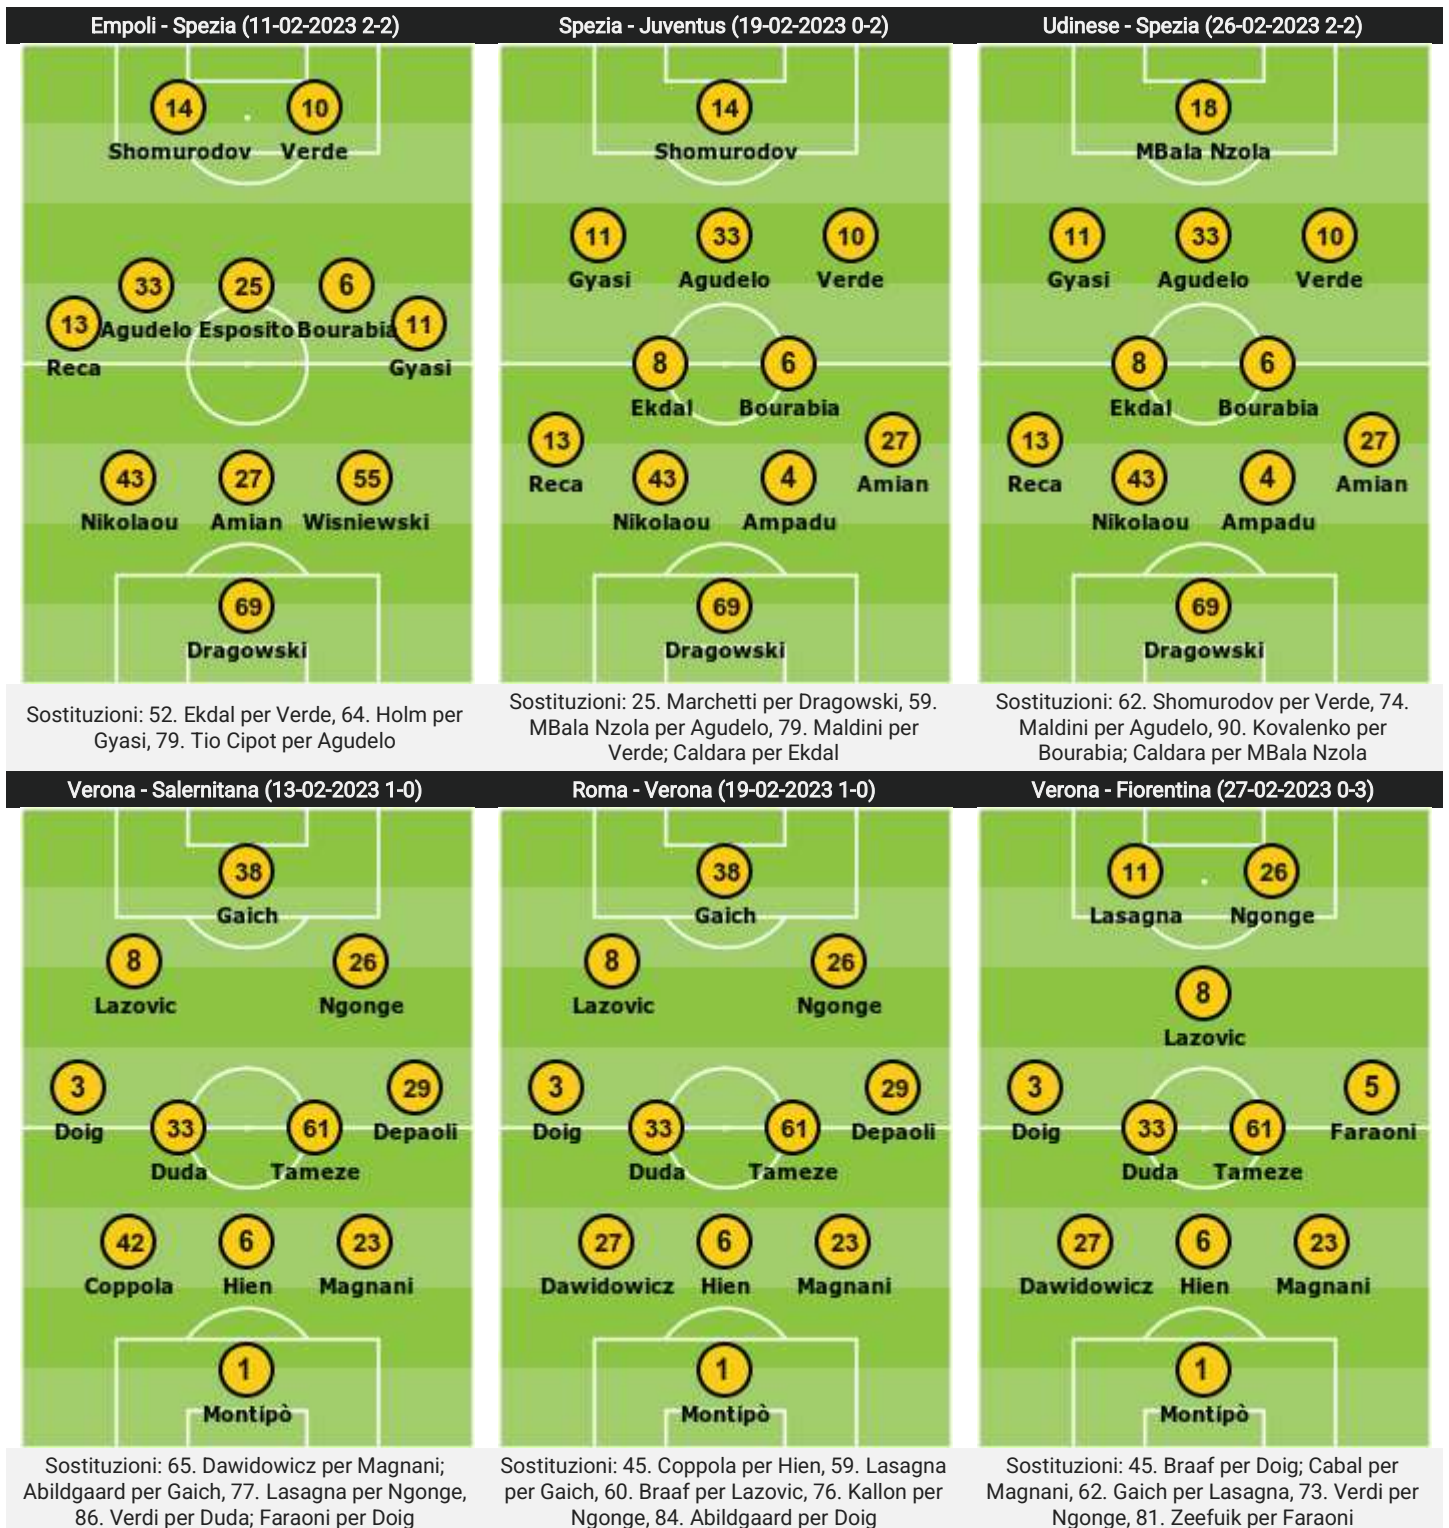 Empoli - Spezia (11-02-2023 2-2)
14 10
Shomurodov Verde
33 25 6
13 Agudelo Esposito Bourabia 11
Reca Gyasi
43 27 55
Nikolaou Amian Wisniewski
69
Dragowski
Sostituzioni: 52. Ekdal per Verde, 64. Holm per
Gyasi, 79. Tio Cipot per Agudelo
Spezia - Juventus (19-02-2023 0-2)
14
Shomurodov
11 33 10
Gyasi Agudelo Verde
8 6
Ekdal Bourabia
13 27
Reca Amian
43 4
Nikolaou Ampadu
69
Dragowski
Sostituzioni: 25. Marchetti per Dragowski, 59.
MBala Nzola per Agudelo, 79. Maldini per
Verde; Caldara per Ekdal
Udinese - Spezia (26-02-2023 2-2)
18
MBala Nzola
11 33 10
Gyasi Agudelo Verde
8 6
Ekdal Bourabia
13 27
Reca Amian
43 4
Nikolaou Ampadu
69
Dragowski
Sostituzioni: 62. Shomurodov per Verde, 74.
Maldini per Agudelo, 90. Kovalenko per
Bourabia; Caldara per MBala Nzola
Verona - Salernitana (13-02-2023 1-0)
38
Gaich
8 26
Lazovic Ngonge
3 29
Doig Depaoli
33 61
Duda Tameze
42 6 23
Coppola Hien Magnani
1
Montipò
Sostituzioni: 65. Dawidowicz per Magnani;
Abildgaard per Gaich, 77. Lasagna per Ngonge,
86. Verdi per Duda; Faraoni per Doig
Roma - Verona (19-02-2023 1-0)
38
Gaich
8 26
Lazovic Ngonge
3 29
Doig Depaoli
33 61
Duda Tameze
27 6 23
Dawidowicz Hien Magnani
1
Montipò
Sostituzioni: 45. Coppola per Hien, 59. Lasagna
per Gaich, 60. Braaf per Lazovic, 76. Kallon per
Ngonge, 84. Abildgaard per Doig
Verona - Fiorentina (27-02-2023 0-3)
11 26
Lasagna Ngonge
8
Lazovic
3 5
Doig Faraoni
33 61
Duda Tameze
27 6 23
Dawidowicz Hien Magnani
1
Montipò
Sostituzioni: 45. Braaf per Doig; Cabal per
Magnani, 62. Gaich per Lasagna, 73. Verdi per
Ngonge, 81. Zeefuik per Faraoni